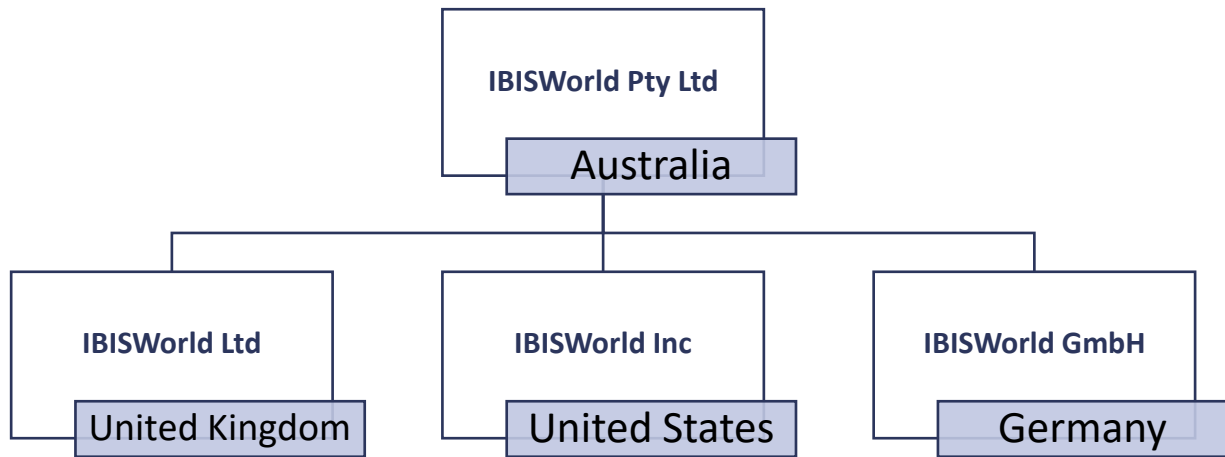 IBISWorld Pty Ltd
Australia
IBISWorld Ltd
United Kingdom
IBISWorld Inc
United States
IBISWorld GmbH
Germany